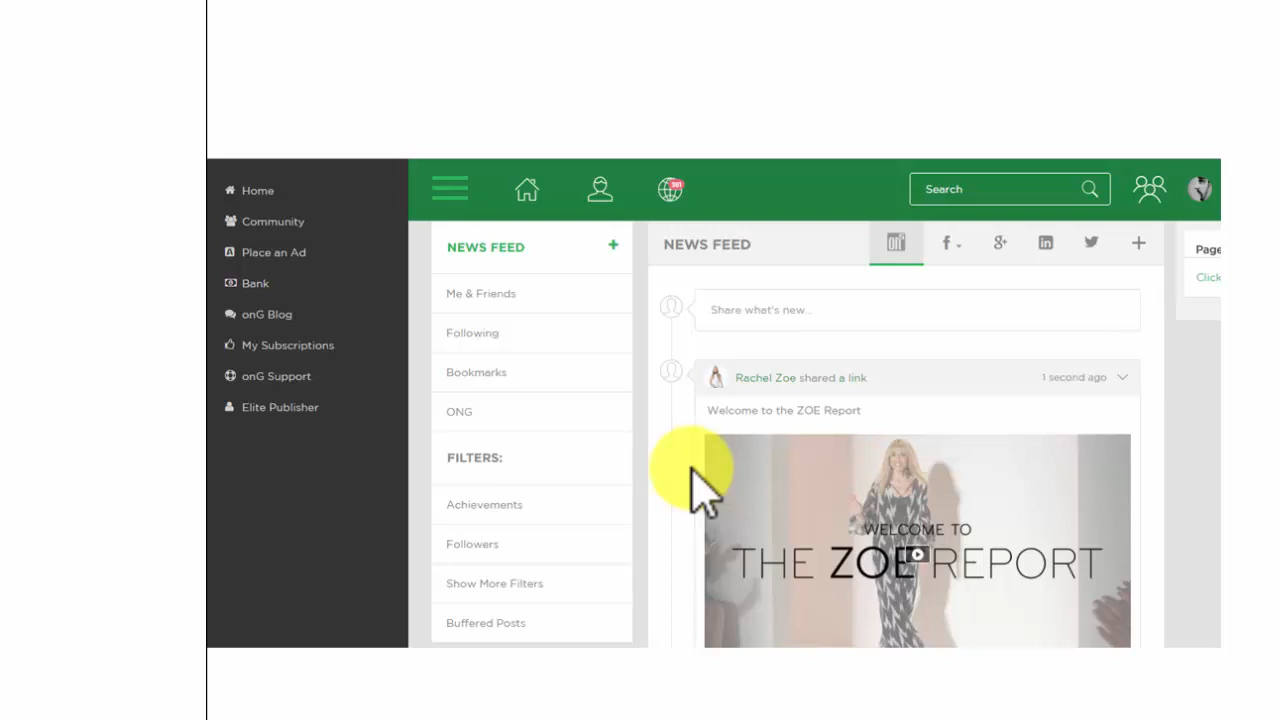 Home
Community
Place an Ad
Bank
onG Blog
My Subscriptions
onG Support
Elite Publisher
Search
NEWS FEED +
Me & Friends
Following
Bookmarks
ONG
FILTERS:
Achievements
Followers
Show More Filters
Buffered Posts
NEWS FEED
Share what's new...
Rachel Zoe shared a link 1 second ago
Welcome to the ZOE Report
WELCOME TO
THE ZOE REPORT
Page
Click